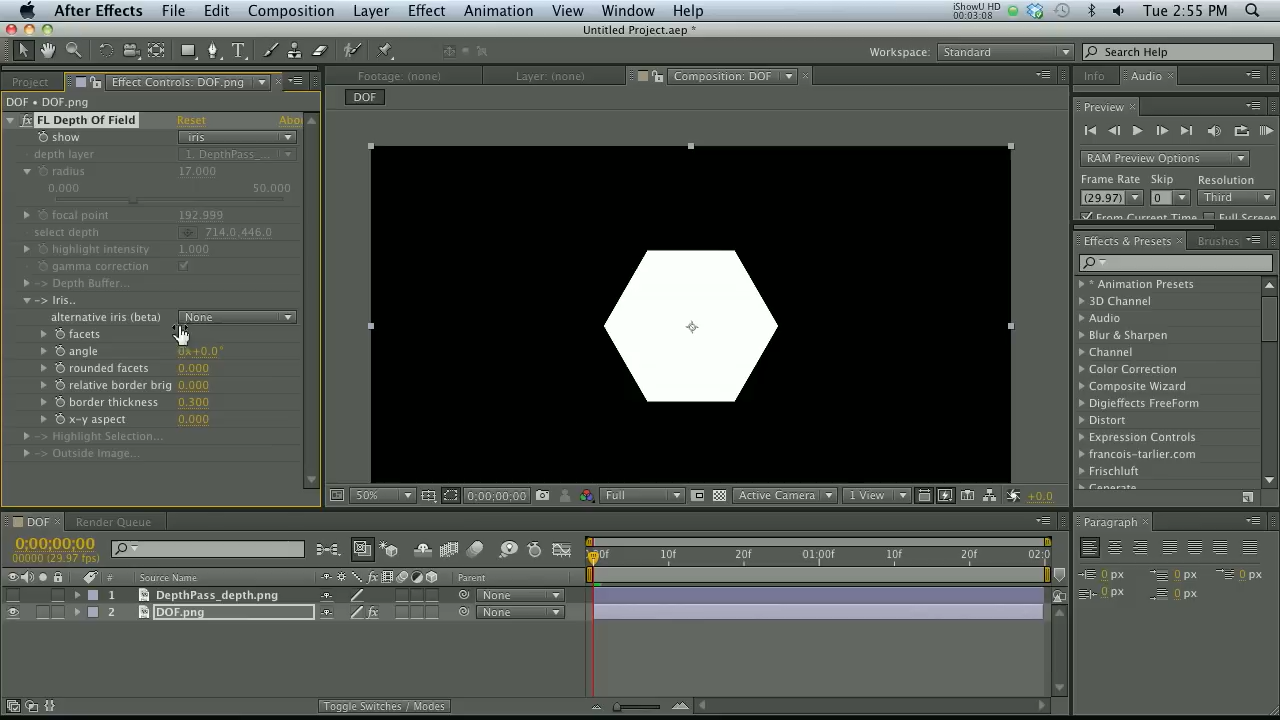 After Effects File Edit Composition Layer Effect Animation View Window Help iShowU HD 00:03:08 Tue 2:55 PM
Untitled Project.aep *
Workspace: Standard Search Help
Project Effect Controls: DOF.png Footage: (none) Layer: (none) Composition: DOF Info Audio
DOF • DOF.png
DOF
FL Depth Of Field Reset Abou
show iris
depth layer 1. DepthPass_...
radius 17.000
0.000 50.000
focal point 192.999
select depth 714.0,446.0
highlight intensity 1.000
gamma correction
Depth Buffer...
-> Iris..
alternative iris (beta) None
facets
angle 0x+0.0°
rounded facets 0.000
relative border brig 0.000
border thickness 0.300
x-y aspect 0.000
-> Highlight Selection...
-> Outside Image...
50% 0;00;00;00 Full Active Camera 1 View +0.0
Preview
RAM Preview Options
Frame Rate Skip Resolution
(29.97) 0 Third
From Current Time Full Screen
Effects & Presets Brushes
* Animation Presets
3D Channel
Audio
Blur & Sharpen
Channel
Color Correction
Composite Wizard
Digieffects FreeForm
Distort
Expression Controls
francois-tarlier.com
Frischluft
Generate
DOF Render Queue
0;00;00;00
00000 (29.97 fps)
:00f 10f 20f 01:00f 10f 20f 02:0
# Source Name Parent
1 DepthPass_depth.png None
2 DOF.png None
Toggle Switches / Modes
Paragraph
0 px 0 px 0 px
0 px 0 px